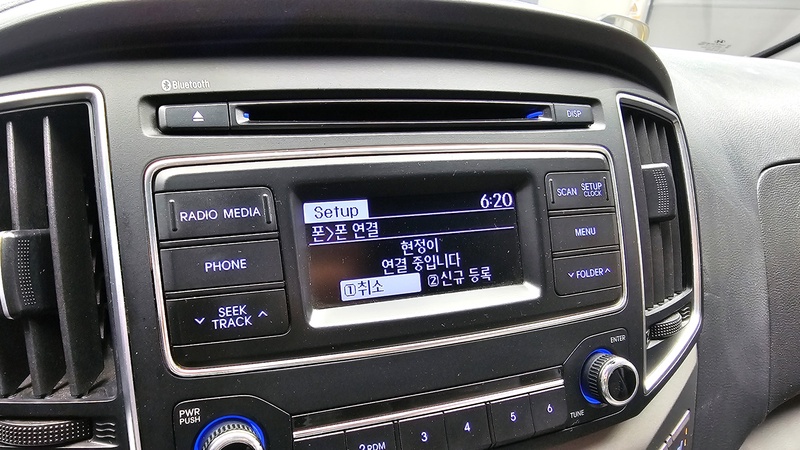 Bluetooth
DISP
RADIO MEDIA
PHONE
SEEK
TRACK
Setup
6:20
폰>폰 연결
현정이
연결 중입니다
①취소 ②신규 등록
SCAN SETUP
CLOCK
MENU
FOLDER
PWR
PUSH
2 RDM
3
4
5
6
TUNE
ENTER